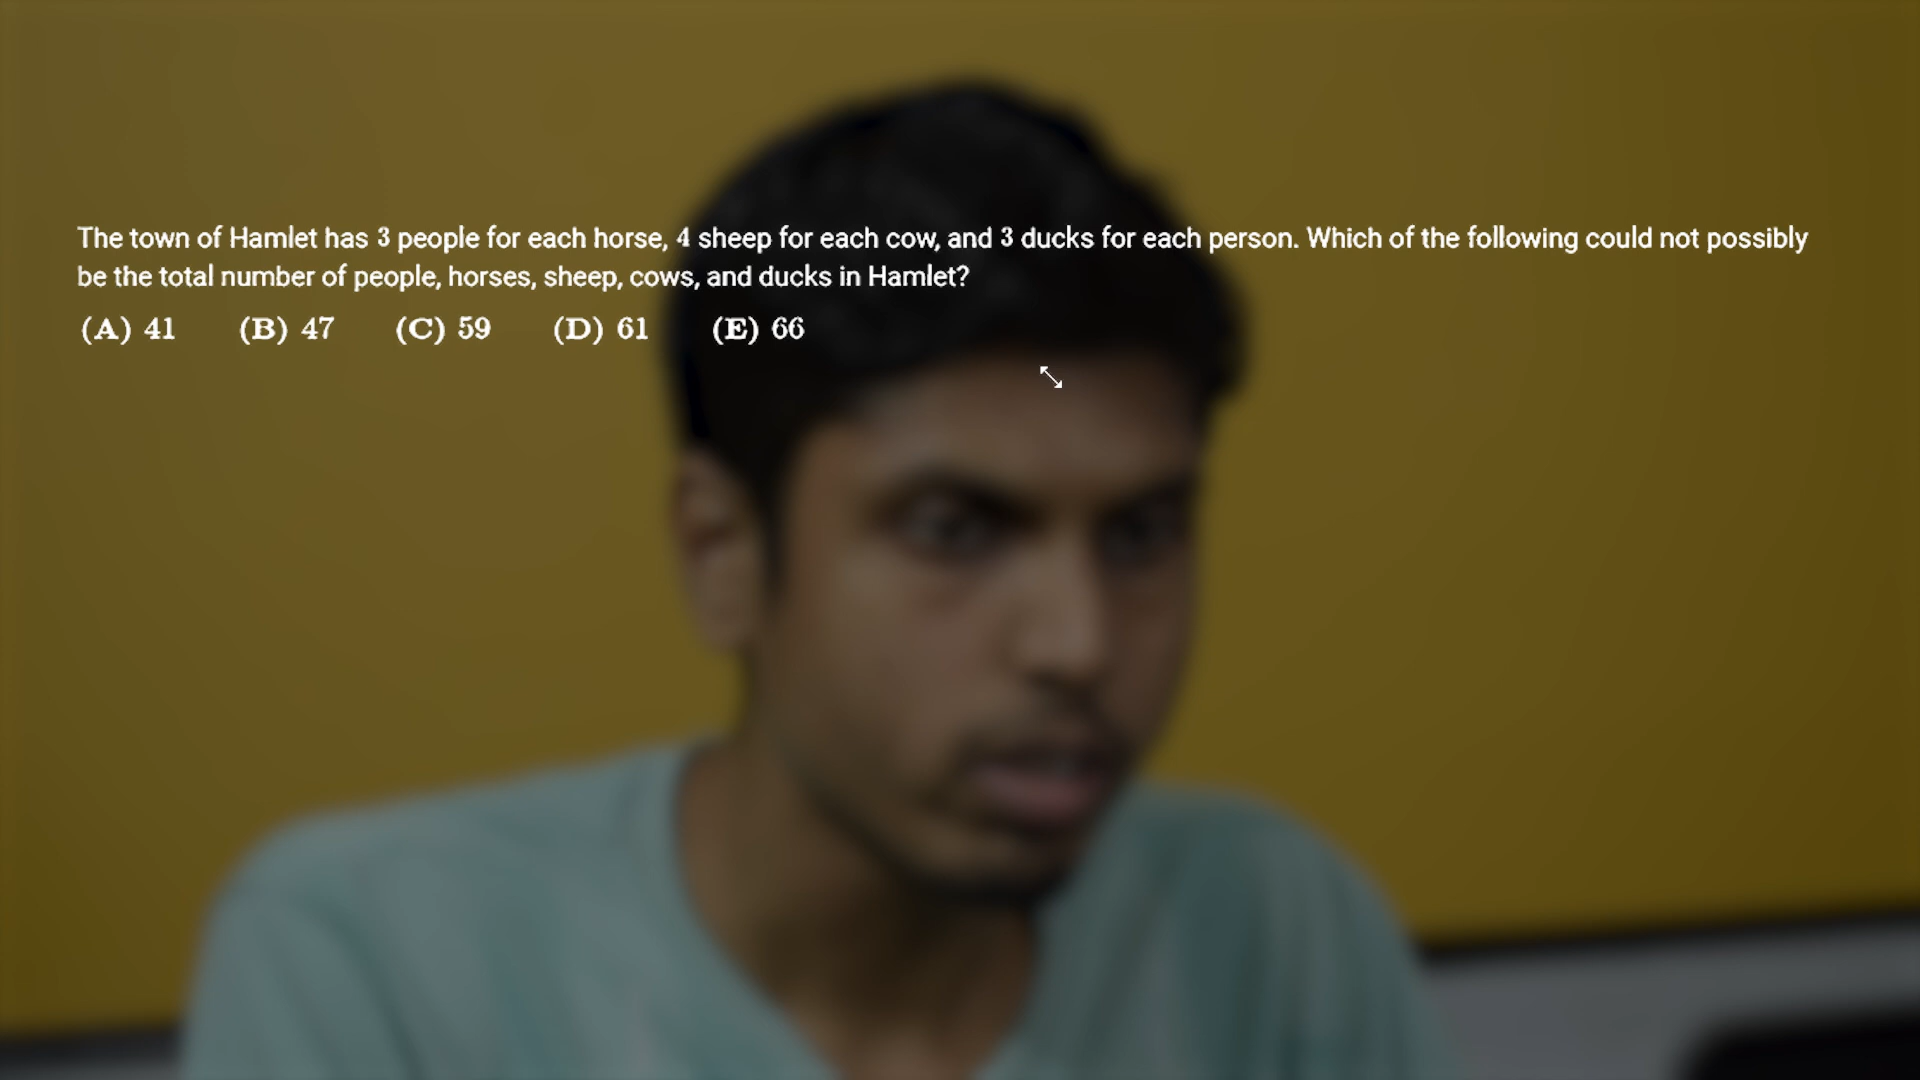 The town of Hamlet has 3 people for each horse, 4 sheep for each cow, and 3 ducks for each person. Which of the following could not possibly
be the total number of people, horses, sheep, cows, and ducks in Hamlet?
(A) 41 (B) 47 (C) 59 (D) 61 (E) 66